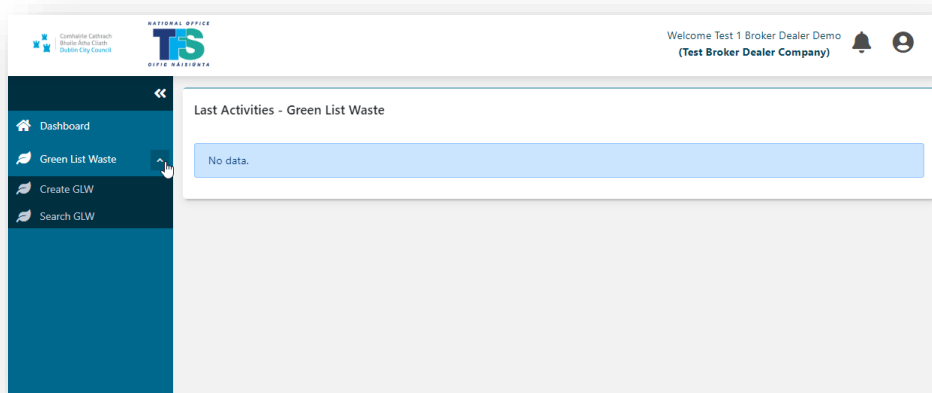 Comhairle Cathrach
Bhaile Átha Cliath
Dublin City Council
NATIONAL OFFICE
TFS
OIFIG NÁISIÚNTA
Welcome Test 1 Broker Dealer Demo
(Test Broker Dealer Company)
Dashboard
Green List Waste
Create GLW
Search GLW
Last Activities - Green List Waste
No data.